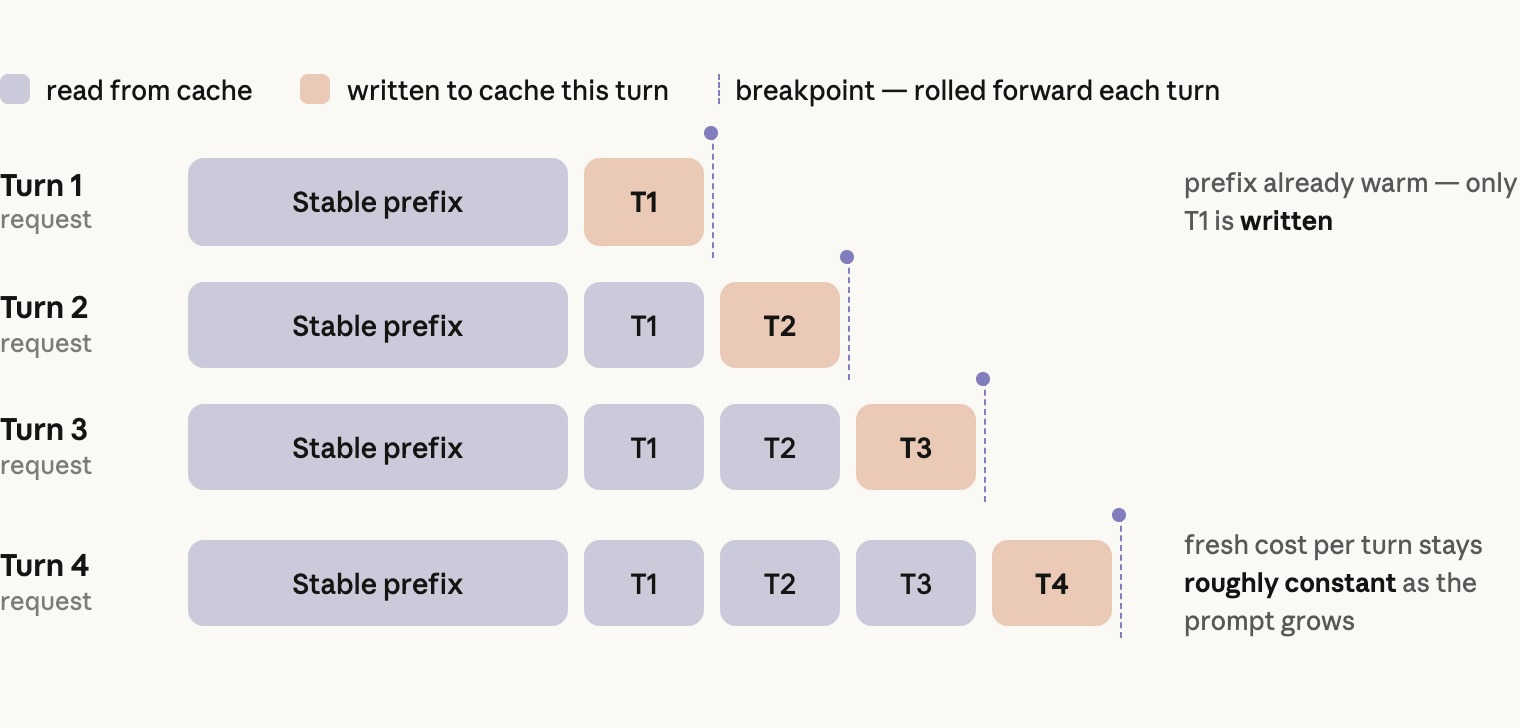 read from cache
written to cache this turn
breakpoint — rolled forward each turn
Turn 1
request
Stable prefix
T1
prefix already warm — only
T1 is written
Turn 2
request
Stable prefix
T1
T2
Turn 3
request
Stable prefix
T1
T2
T3
Turn 4
request
Stable prefix
T1
T2
T3
T4
fresh cost per turn stays
roughly constant as the
prompt grows